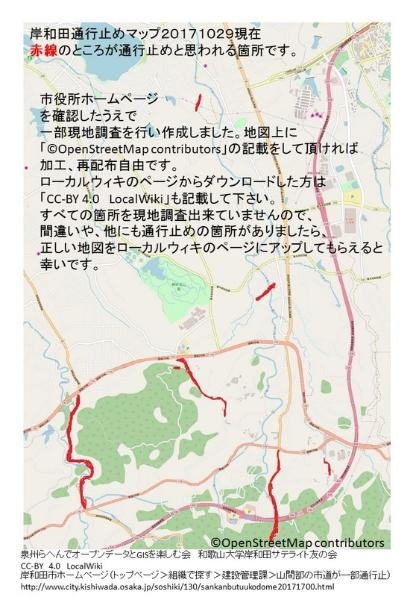 岸和田通行止めマップ20171029現在
赤線のところが通行止めと思われる箇所です。
市役所ホームページ
を確認したうえで
一部現地調査を行い作成しました。地図上に
「©OpenStreetMap contributors」の記載をして頂ければ
加工、再配布自由です。
ローカルウィキのページからダウンロードした方は
「CC-BY 4.0　LocalWiki」も記載して下さい。
すべての箇所を現地調査出来ていませんので、
間違いや、他にも通行止めの箇所がありましたら、
正しい地図をローカルウィキのページにアップしてもらえると
幸いです。
©OpenStreetMap contributors
泉州らへんでオープンデータとGISを楽しむ会　和歌山大学岸和田サテライト友の会
CC-BY 4.0 LocalWiki
岸和田市ホームページ(トップページ＞組織で探す＞建設管理課＞山間部の市道が一部通行止)
http://www.city.kishiwada.osaka.jp/soshiki/130/sankanbutuukodome20171700.html